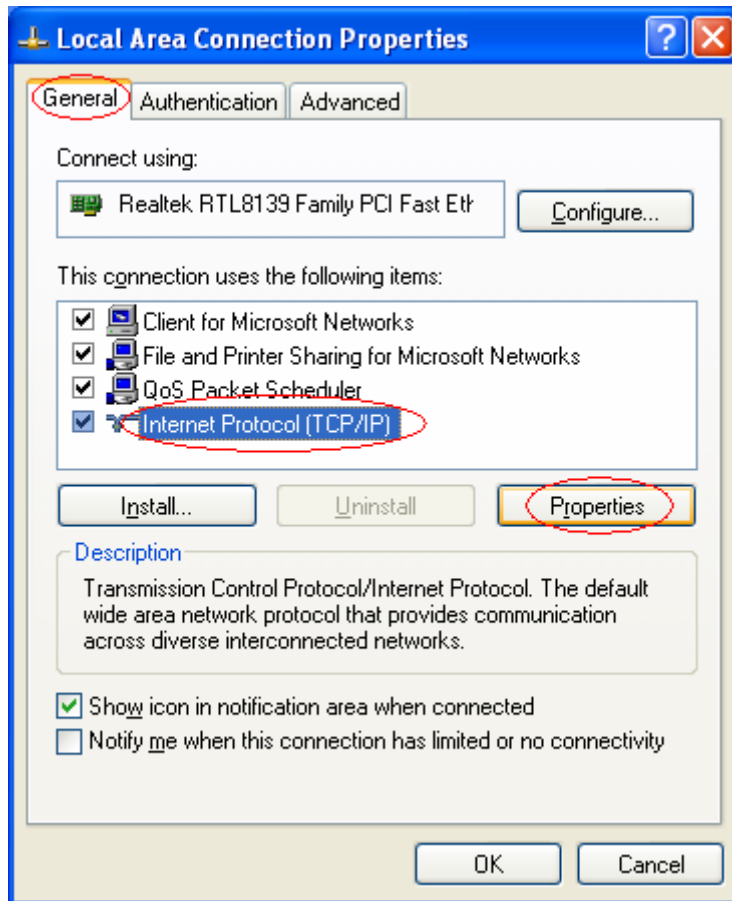 Local Area Connection Properties
General Authentication Advanced
Connect using:
Realtek RTL8139 Family PCI Fast Eth
Configure...
This connection uses the following items:
Client for Microsoft Networks
File and Printer Sharing for Microsoft Networks
QoS Packet Scheduler
Internet Protocol (TCP/IP)
Install... Uninstall Properties
Description
Transmission Control Protocol/Internet Protocol. The default
wide area network protocol that provides communication
across diverse interconnected networks.
Show icon in notification area when connected
Notify me when this connection has limited or no connectivity
OK Cancel